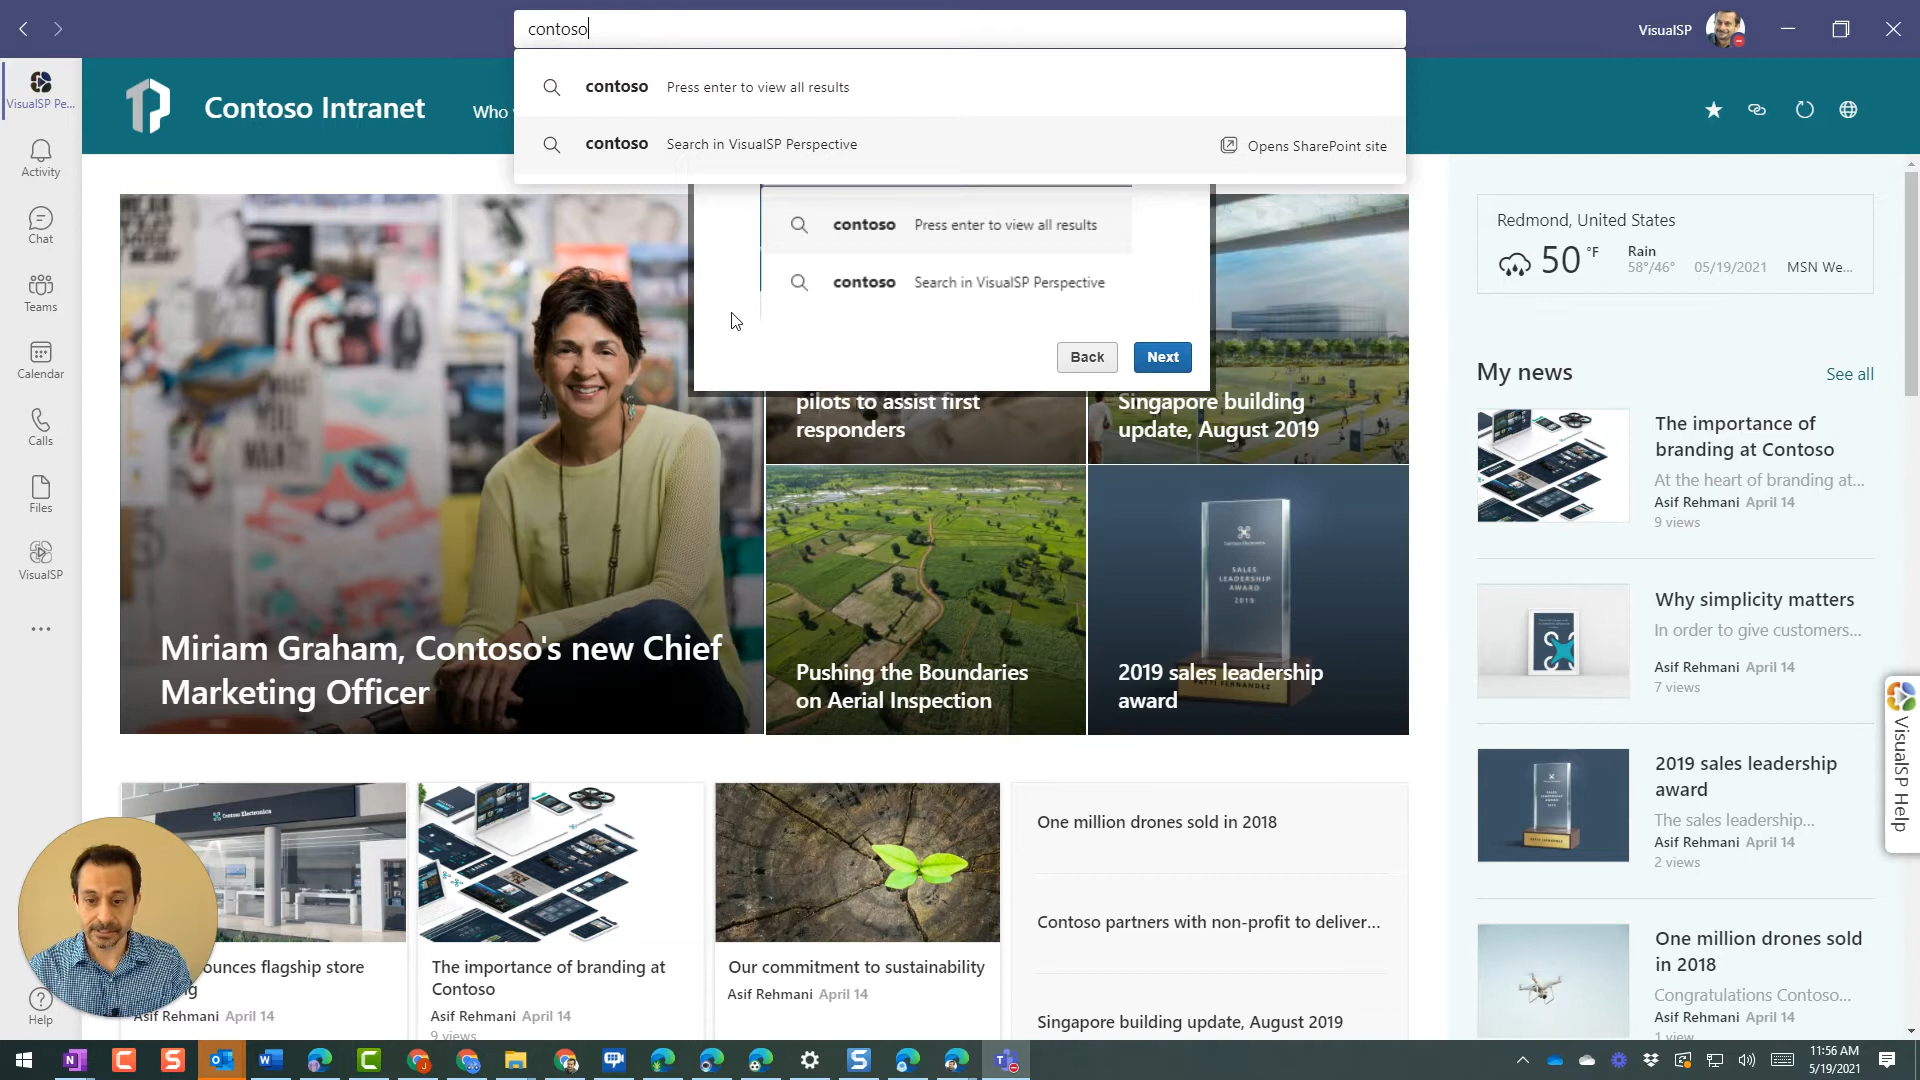 contoso
VisualSP
contoso Press enter to view all results
contoso Search in VisualSP Perspective Opens SharePoint site
VisualSP Pe...
Activity
Chat
Teams
Calendar
Calls
Files
VisualSP
Help
Contoso Intranet
Who
contoso Press enter to view all results
contoso Search in VisualSP Perspective
Back Next
Miriam Graham, Contoso's new Chief
Marketing Officer
pilots to assist first
responders
Singapore building
update, August 2019
Pushing the Boundaries
on Aerial Inspection
SALES
LEADERSHIP
AWARD
2019
2019 sales leadership
award
Redmond, United States
50 °F
Rain
58°/46° 05/19/2021 MSN We...
My news See all
The importance of
branding at Contoso
At the heart of branding at...
Asif Rehmani April 14
9 views
Why simplicity matters
In order to give customers...
Asif Rehmani April 14
7 views
2019 sales leadership
award
The sales leadership...
Asif Rehmani April 14
2 views
One million drones sold
in 2018
Congratulations Contoso...
Asif Rehmani April 14
1 view
VisualSP Help
Contoso Electronics
ounces flagship store
Asif Rehmani April 14
The importance of branding at
Contoso
Asif Rehmani April 14
9 views
Our commitment to sustainability
Asif Rehmani April 14
One million drones sold in 2018
Contoso partners with non-profit to deliver...
Singapore building update, August 2019
11:56 AM
5/19/2021